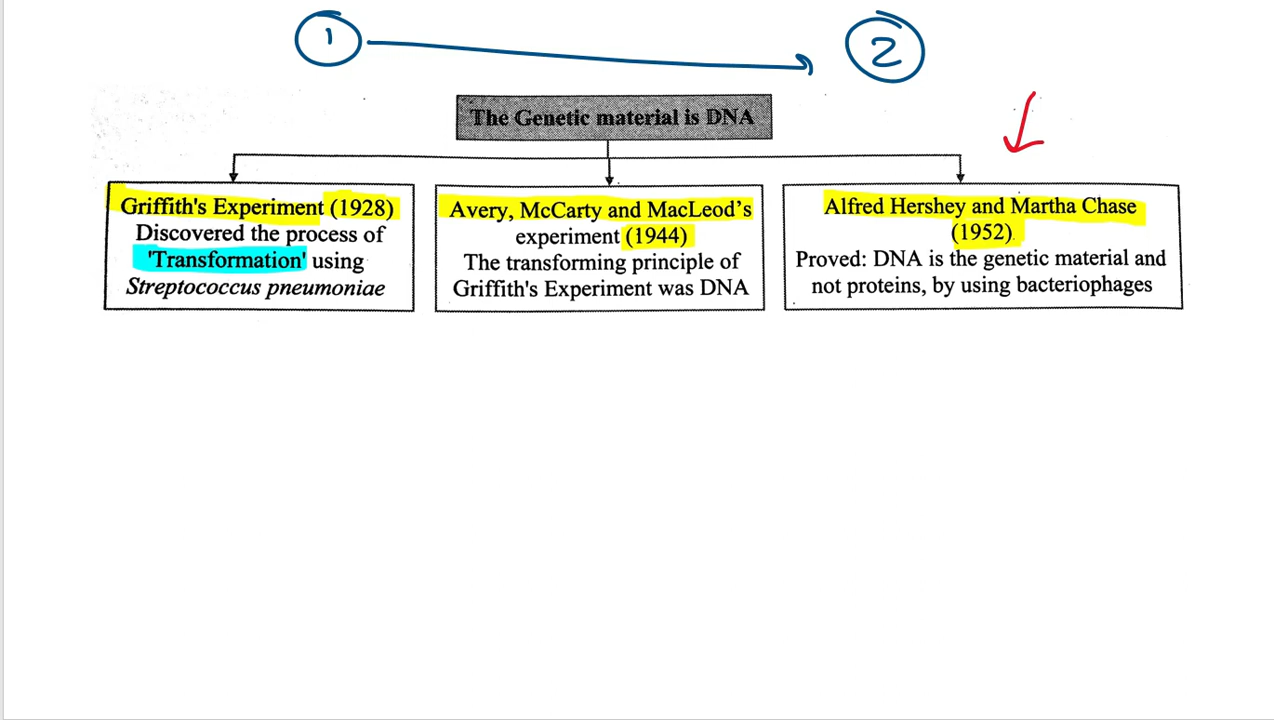 1
2
The Genetic material is DNA
Griffith's Experiment (1928)
Discovered the process of
'Transformation' using
Streptococcus pneumoniae
Avery, McCarty and MacLeod's
experiment (1944)
The transforming principle of
Griffith's Experiment was DNA
Alfred Hershey and Martha Chase
(1952)
Proved: DNA is the genetic material and
not proteins, by using bacteriophages